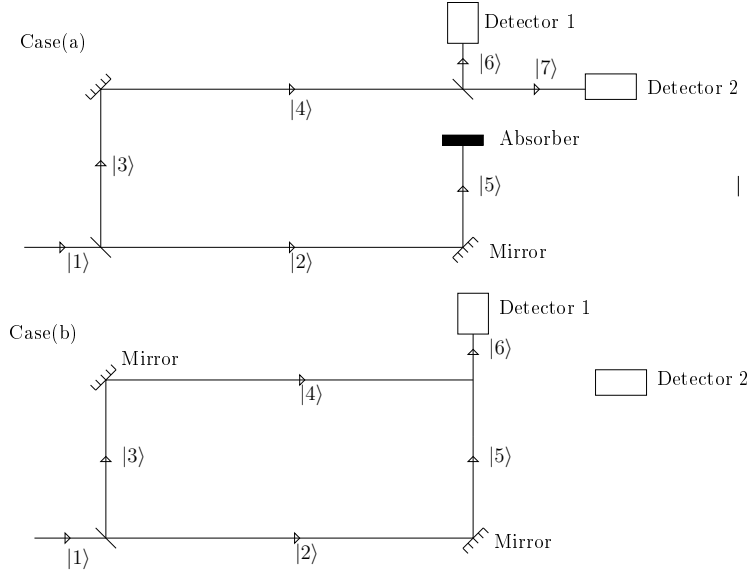 Case(a)
Detector 1
|6⟩
|7⟩
Detector 2
|4⟩
Absorber
|3⟩
|5⟩
|
|1⟩
|2⟩
Mirror
Case(b)
Detector 1
Mirror
|6⟩
Detector 2
|4⟩
|3⟩
|5⟩
|1⟩
|2⟩
Mirror